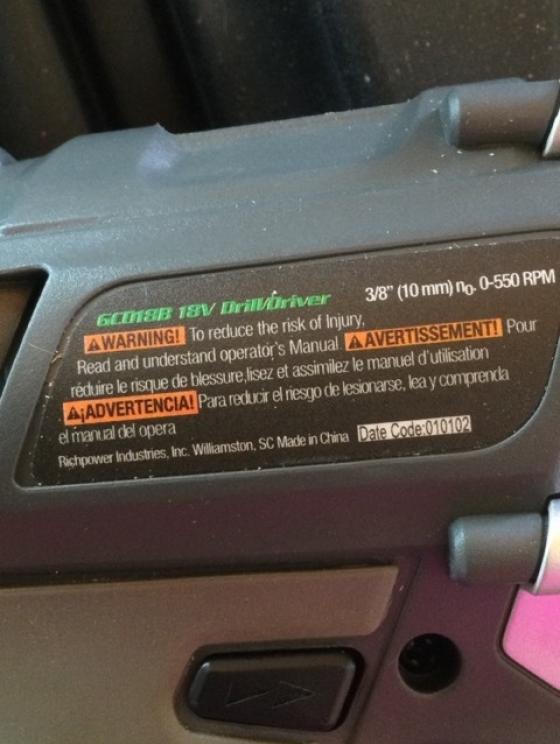 GCD18B 18V Drill/Driver 3/8" (10 mm) n0- 0-550 RPM
⚠WARNING! To reduce the risk of Injury,
Read and understand operator's Manual. ⚠AVERTISSEMENT! Pour
réduire le risque de blessure,lisez et assimilez le manuel d'utilisation
⚠¡ADVERTENCIA! Para reducir el riesgo de lesionarse, lea y comprenda
el manual del opera
Richpower Industries, Inc. Williamston, SC Made in China Date Code:010102